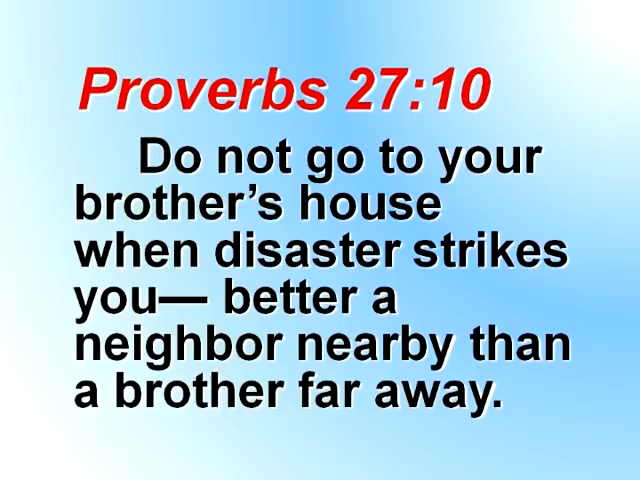 Proverbs 27:10
Do not go to your
brother’s house
when disaster strikes
you— better a
neighbor nearby than
a brother far away.